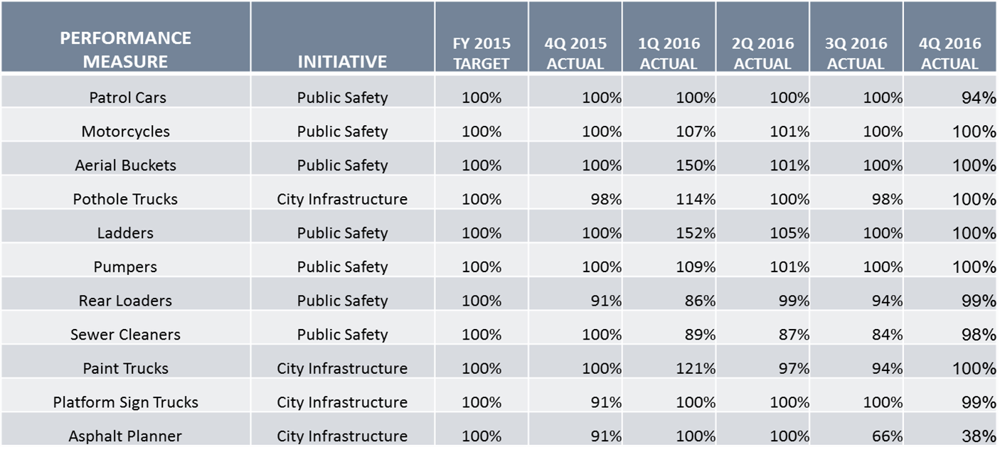 PERFORMANCE MEASURE INITIATIVE FY 2015 TARGET 4Q 2015 ACTUAL 1Q 2016 ACTUAL 2Q 2016 ACTUAL 3Q 2016 ACTUAL 4Q 2016 ACTUAL
Patrol Cars Public Safety 100% 100% 100% 100% 100% 94%
Motorcycles Public Safety 100% 100% 107% 101% 100% 100%
Aerial Buckets Public Safety 100% 100% 150% 101% 100% 100%
Pothole Trucks City Infrastructure 100% 98% 114% 100% 98% 100%
Ladders Public Safety 100% 100% 152% 105% 100% 100%
Pumpers Public Safety 100% 100% 109% 101% 100% 100%
Rear Loaders Public Safety 100% 91% 86% 99% 94% 99%
Sewer Cleaners Public Safety 100% 100% 89% 87% 84% 98%
Paint Trucks City Infrastructure 100% 100% 121% 97% 94% 100%
Platform Sign Trucks City Infrastructure 100% 91% 100% 100% 100% 99%
Asphalt Planner City Infrastructure 100% 91% 100% 100% 66% 38%